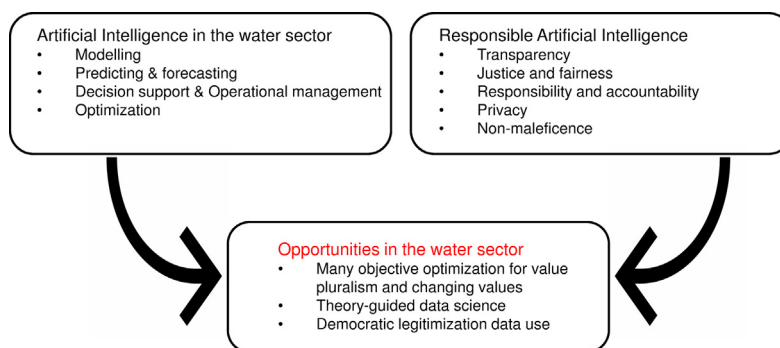 Artificial Intelligence in the water sector
• Modelling
• Predicting & forecasting
• Decision support & Operational management
• Optimization
Responsible Artificial Intelligence
• Transparency
• Justice and fairness
• Responsibility and accountability
• Privacy
• Non-maleficence
Opportunities in the water sector
• Many objective optimization for value
pluralism and changing values
• Theory-guided data science
• Democratic legitimization data use